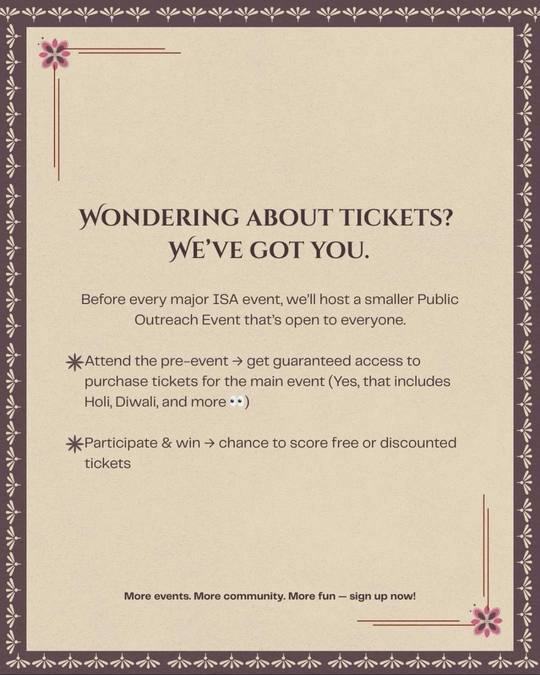 Wondering about tickets?
We’ve got you.
Before every major ISA event, we’ll host a smaller Public
Outreach Event that’s open to everyone.
Attend the pre-event → get guaranteed access to
purchase tickets for the main event (Yes, that includes
Holi, Diwali, and more 👀)
Participate & win → chance to score free or discounted
tickets
More events. More community. More fun — sign up now!